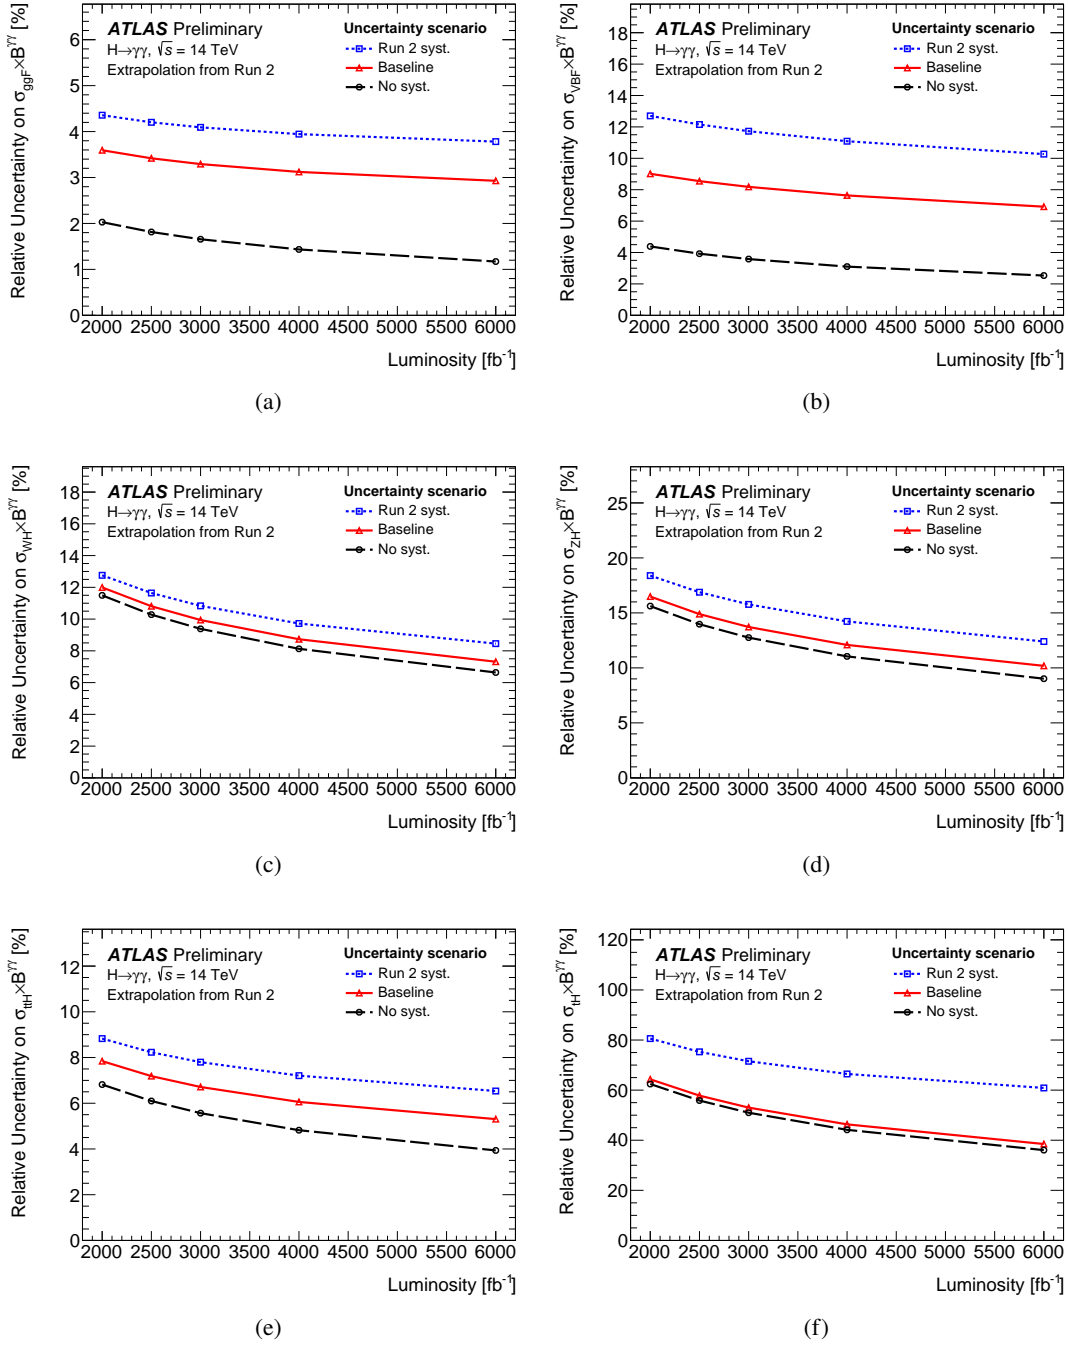 Relative Uncertainty on σ_ggF×B^γγ [%]
6
5
4
3
2
1
0
ATLAS Preliminary
H→γγ, √s = 14 TeV
Extrapolation from Run 2
Uncertainty scenario
Run 2 syst.
Baseline
No syst.
2000 2500 3000 3500 4000 4500 5000 5500 6000
Luminosity [fb⁻¹]
(a)
Relative Uncertainty on σ_VBF×B^γγ [%]
18
16
14
12
10
8
6
4
2
0
ATLAS Preliminary
H→γγ, √s = 14 TeV
Extrapolation from Run 2
Uncertainty scenario
Run 2 syst.
Baseline
No syst.
2000 2500 3000 3500 4000 4500 5000 5500 6000
Luminosity [fb⁻¹]
(b)
Relative Uncertainty on σ_WH×B^γγ [%]
18
16
14
12
10
8
6
4
2
0
ATLAS Preliminary
H→γγ, √s = 14 TeV
Extrapolation from Run 2
Uncertainty scenario
Run 2 syst.
Baseline
No syst.
2000 2500 3000 3500 4000 4500 5000 5500 6000
Luminosity [fb⁻¹]
(c)
Relative Uncertainty on σ_ZH×B^γγ [%]
25
20
15
10
5
0
ATLAS Preliminary
H→γγ, √s = 14 TeV
Extrapolation from Run 2
Uncertainty scenario
Run 2 syst.
Baseline
No syst.
2000 2500 3000 3500 4000 4500 5000 5500 6000
Luminosity [fb⁻¹]
(d)
Relative Uncertainty on σ_ttH×B^γγ [%]
12
10
8
6
4
2
0
ATLAS Preliminary
H→γγ, √s = 14 TeV
Extrapolation from Run 2
Uncertainty scenario
Run 2 syst.
Baseline
No syst.
2000 2500 3000 3500 4000 4500 5000 5500 6000
Luminosity [fb⁻¹]
(e)
Relative Uncertainty on σ_tH×B^γγ [%]
120
100
80
60
40
20
0
ATLAS Preliminary
H→γγ, √s = 14 TeV
Extrapolation from Run 2
Uncertainty scenario
Run 2 syst.
Baseline
No syst.
2000 2500 3000 3500 4000 4500 5000 5500 6000
Luminosity [fb⁻¹]
(f)